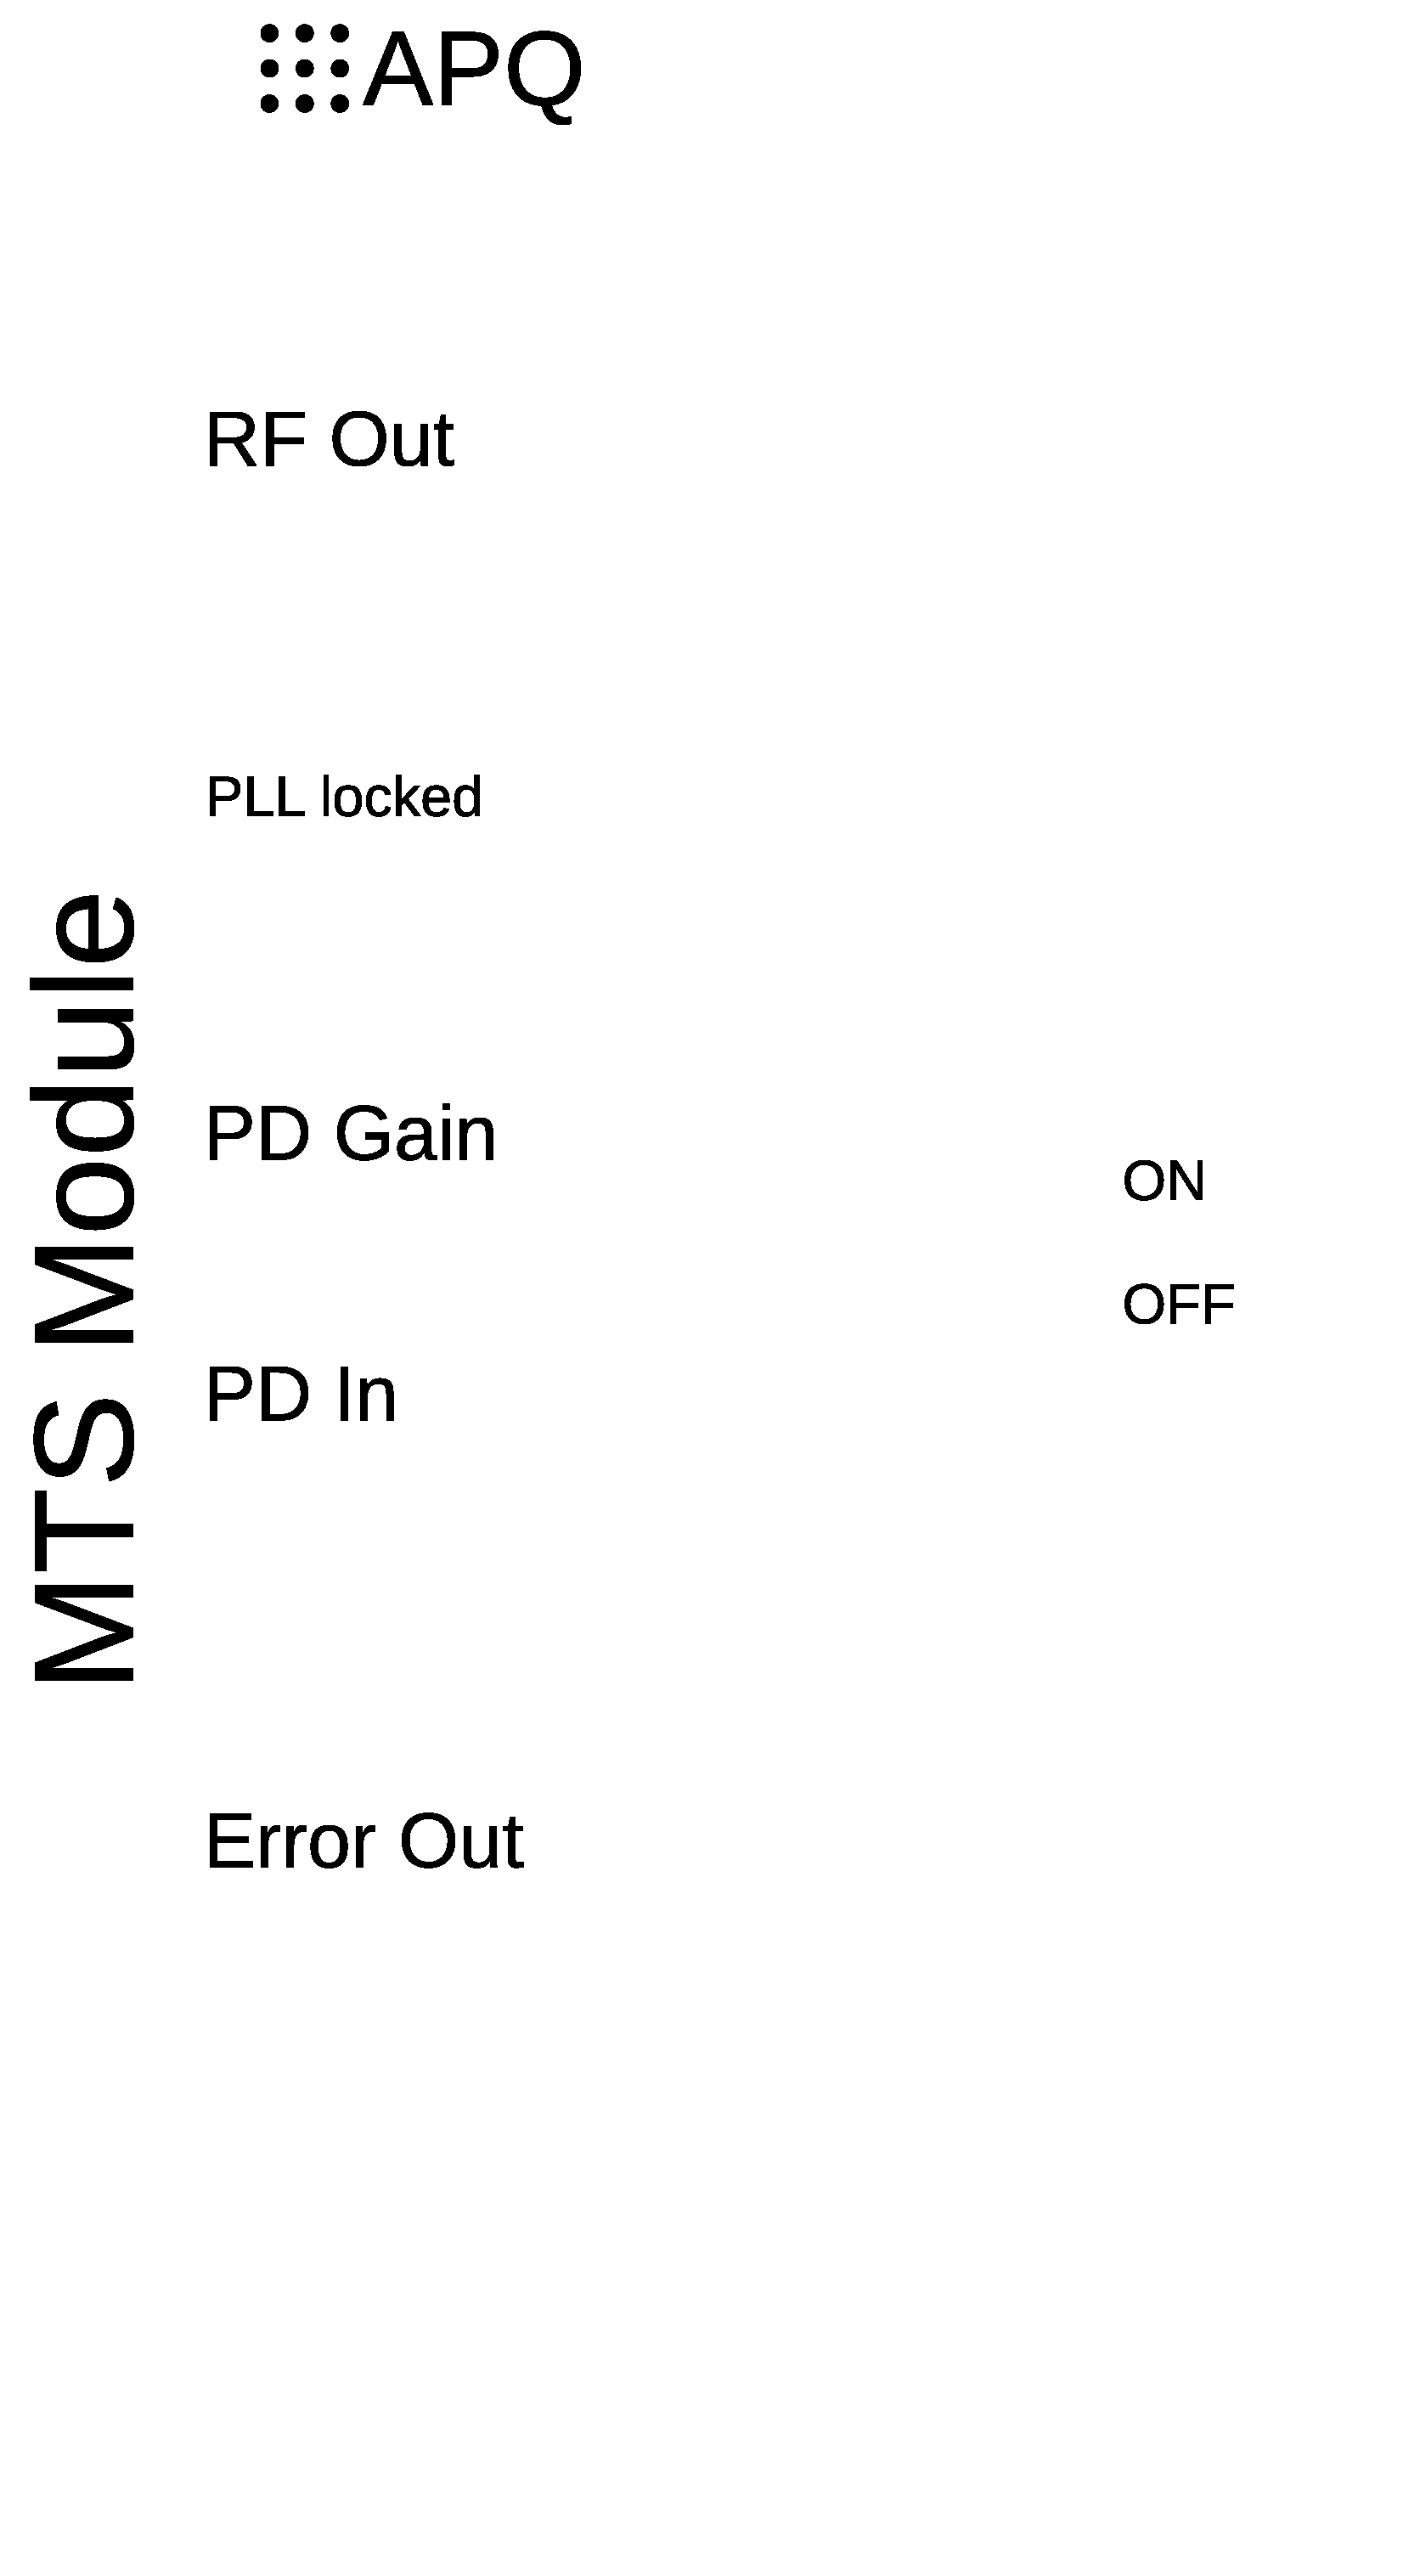 APQ
RF Out
PLL locked
MTS Module
PD Gain
ON
OFF
PD In
Error Out